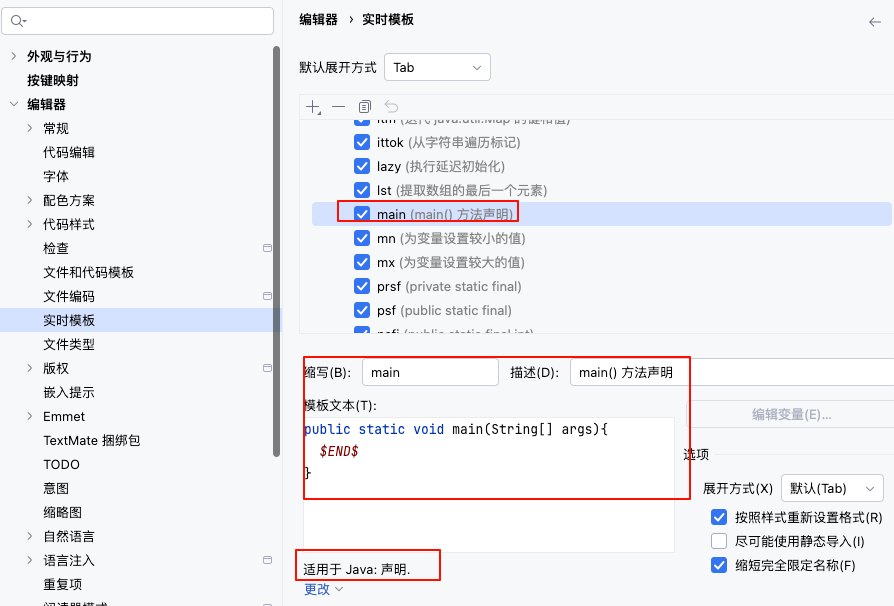 编辑器 › 实时模板
外观与行为
按键映射
编辑器
常规
代码编辑
字体
配色方案
代码样式
检查
文件和代码模板
文件编码
实时模板
文件类型
版权
嵌入提示
Emmet
TextMate 捆绑包
TODO
意图
缩略图
自然语言
语言注入
重复项
默认展开方式 Tab
ittok (从字符串遍历标记)
lazy (执行延迟初始化)
lst (提取数组的最后一个元素)
main (main() 方法声明)
mn (为变量设置较小的值)
mx (为变量设置较大的值)
prsf (private static final)
psf (public static final)
缩写(B): main 描述(D): main() 方法声明
模板文本(T):
public static void main(String[] args){
$END$
}
编辑变量(E)...
选项
展开方式(X) 默认(Tab)
按照样式重新设置格式(R)
尽可能使用静态导入(I)
缩短完全限定名称(F)
适用于 Java: 声明.
更改